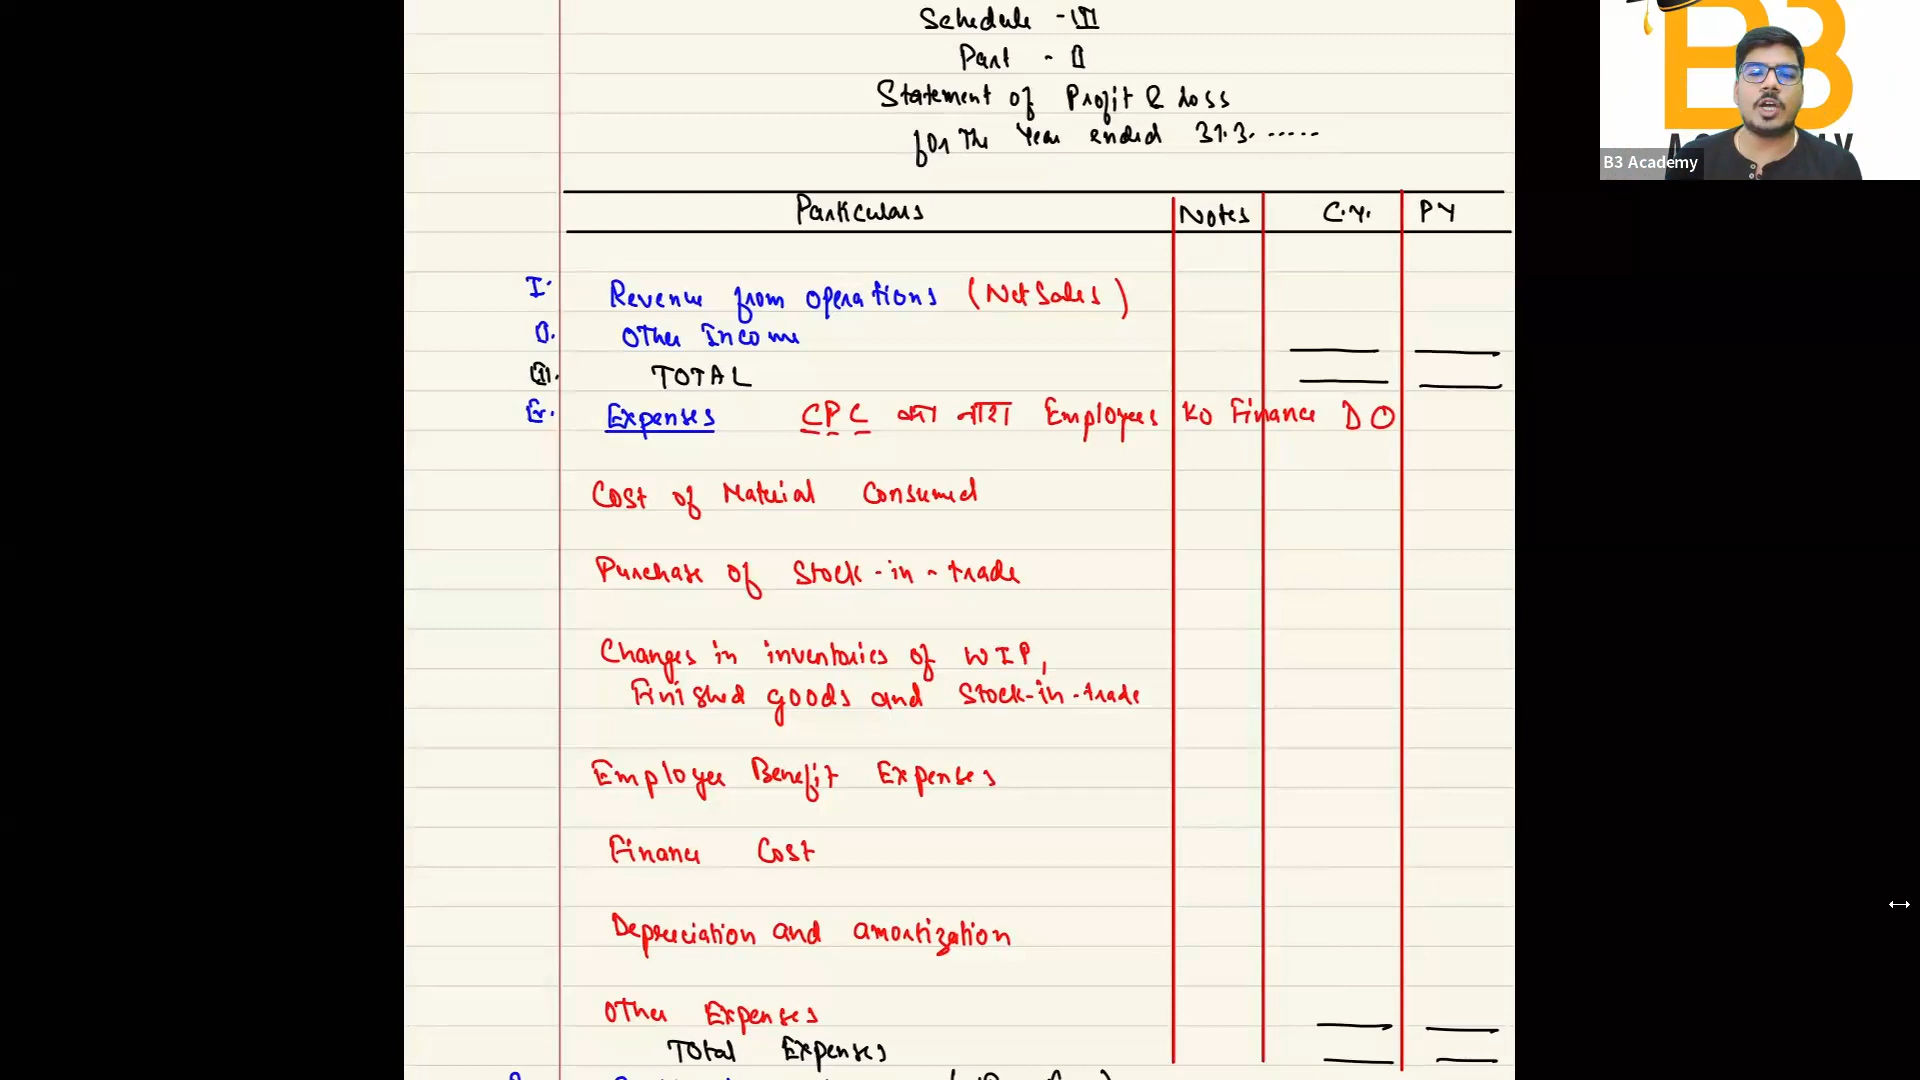 Schedule - III
Part - II
Statement of Profit & Loss
for The Year ended 31.3. ......
Particulars Notes C.Y. PY
I. Revenue from operations (Net Sales)
II. Other Income
III. TOTAL
IV. Expenses CPC का नारा Employees KO Finance D O
Cost of Material Consumed
Purchase of Stock-in-trade
Changes in inventories of WIP,
Finished goods and Stock-in-trade
Employee Benefit Expenses
Finance Cost
Depreciation and amortization
Other Expenses
Total Expenses
B3
B3 Academy